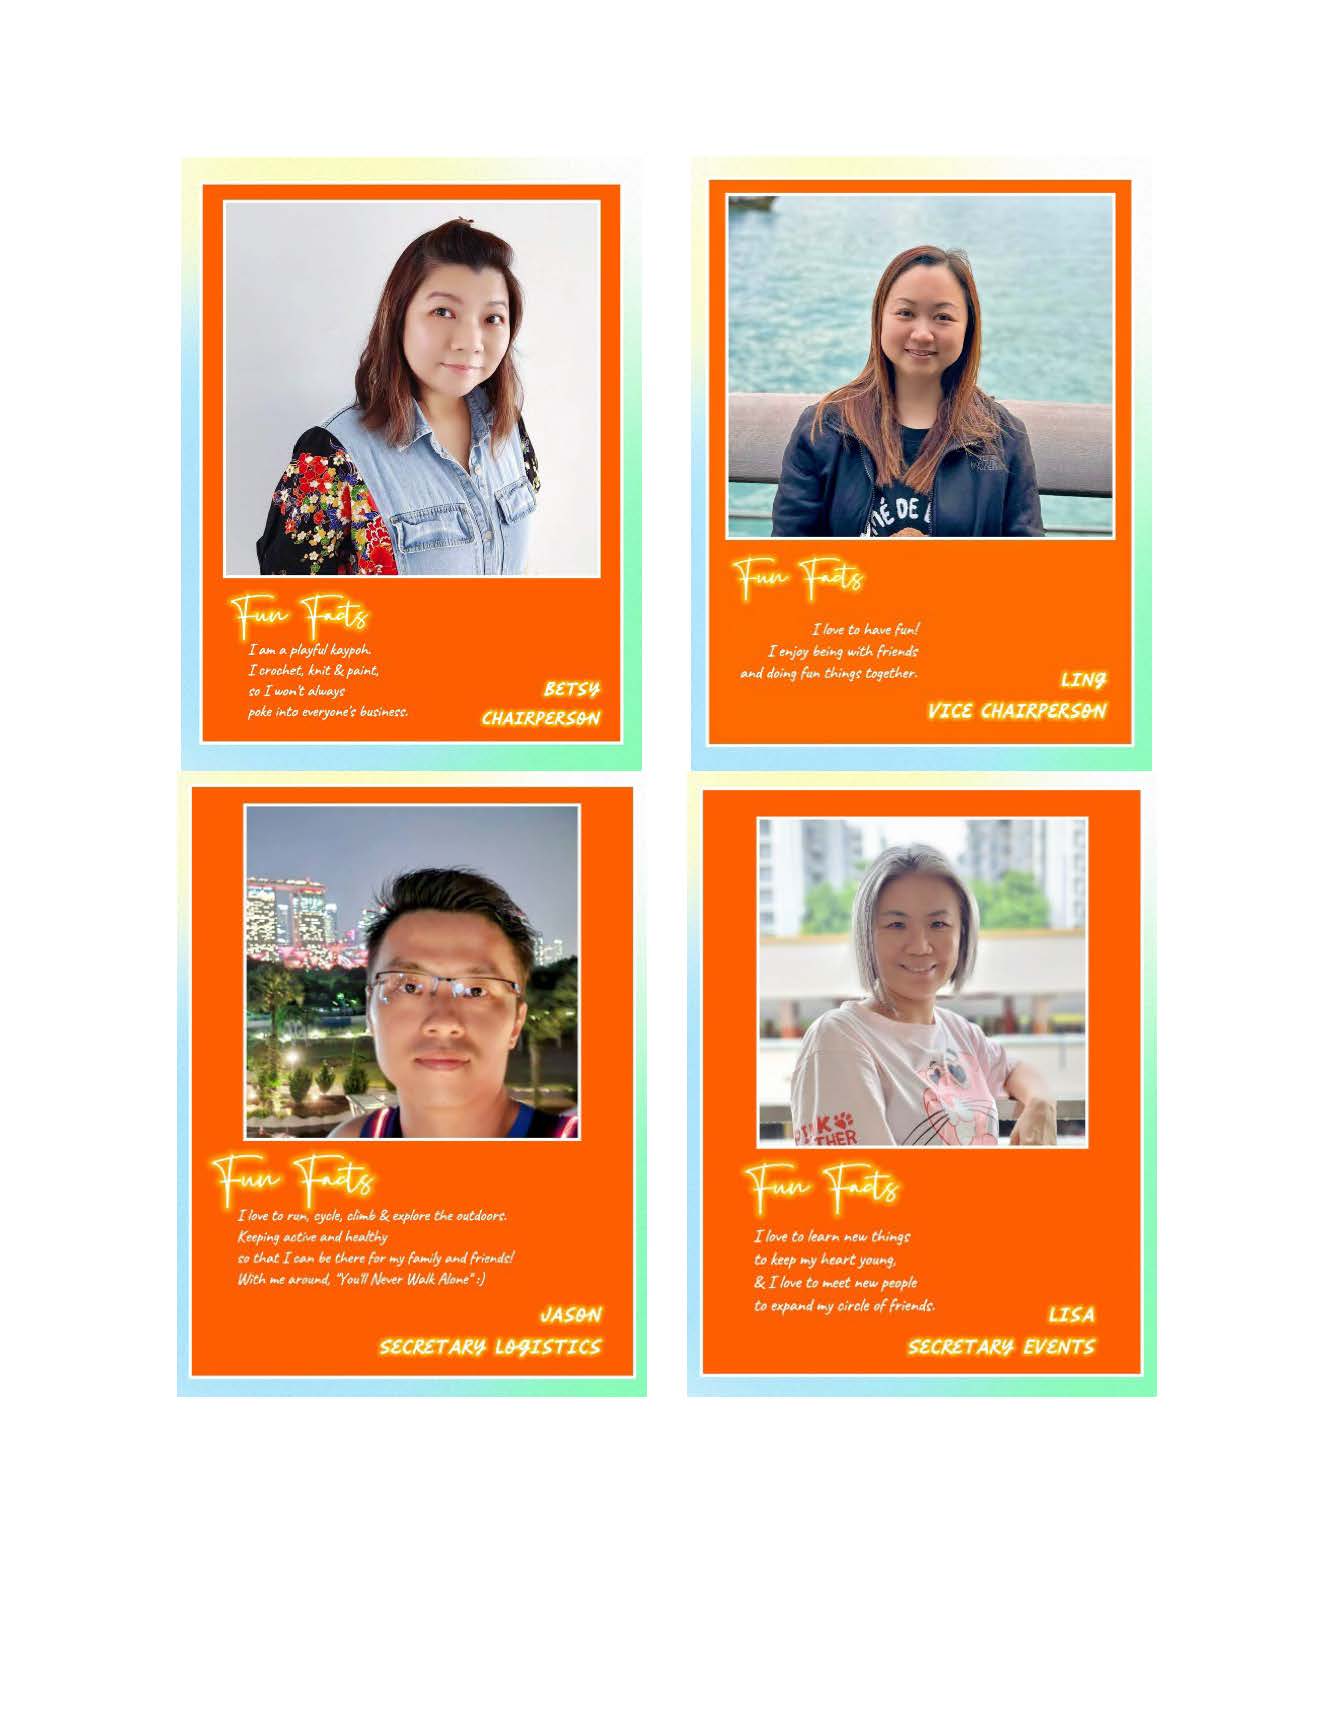 Fun Facts
I am a playful kaypoh.
I crochet, knit & paint,
so I won't always
poke into everyone's business.
BETSY
CHAIRPERSON
ÉDE
Fun Facts
I love to have fun!
I enjoy being with friends
and doing fun things together.
LING
VICE CHAIRPERSON
Fun Facts
I love to run, cycle, climb & explore the outdoors.
Keeping active and healthy
so that I can be there for my family and friends!
With me around, "You'll Never Walk Alone" :)
JASON
SECRETARY LOGISTICS
Fun Facts
I love to learn new things
to keep my heart young,
& I love to meet new people
to expand my circle of friends.
LISA
SECRETARY EVENTS